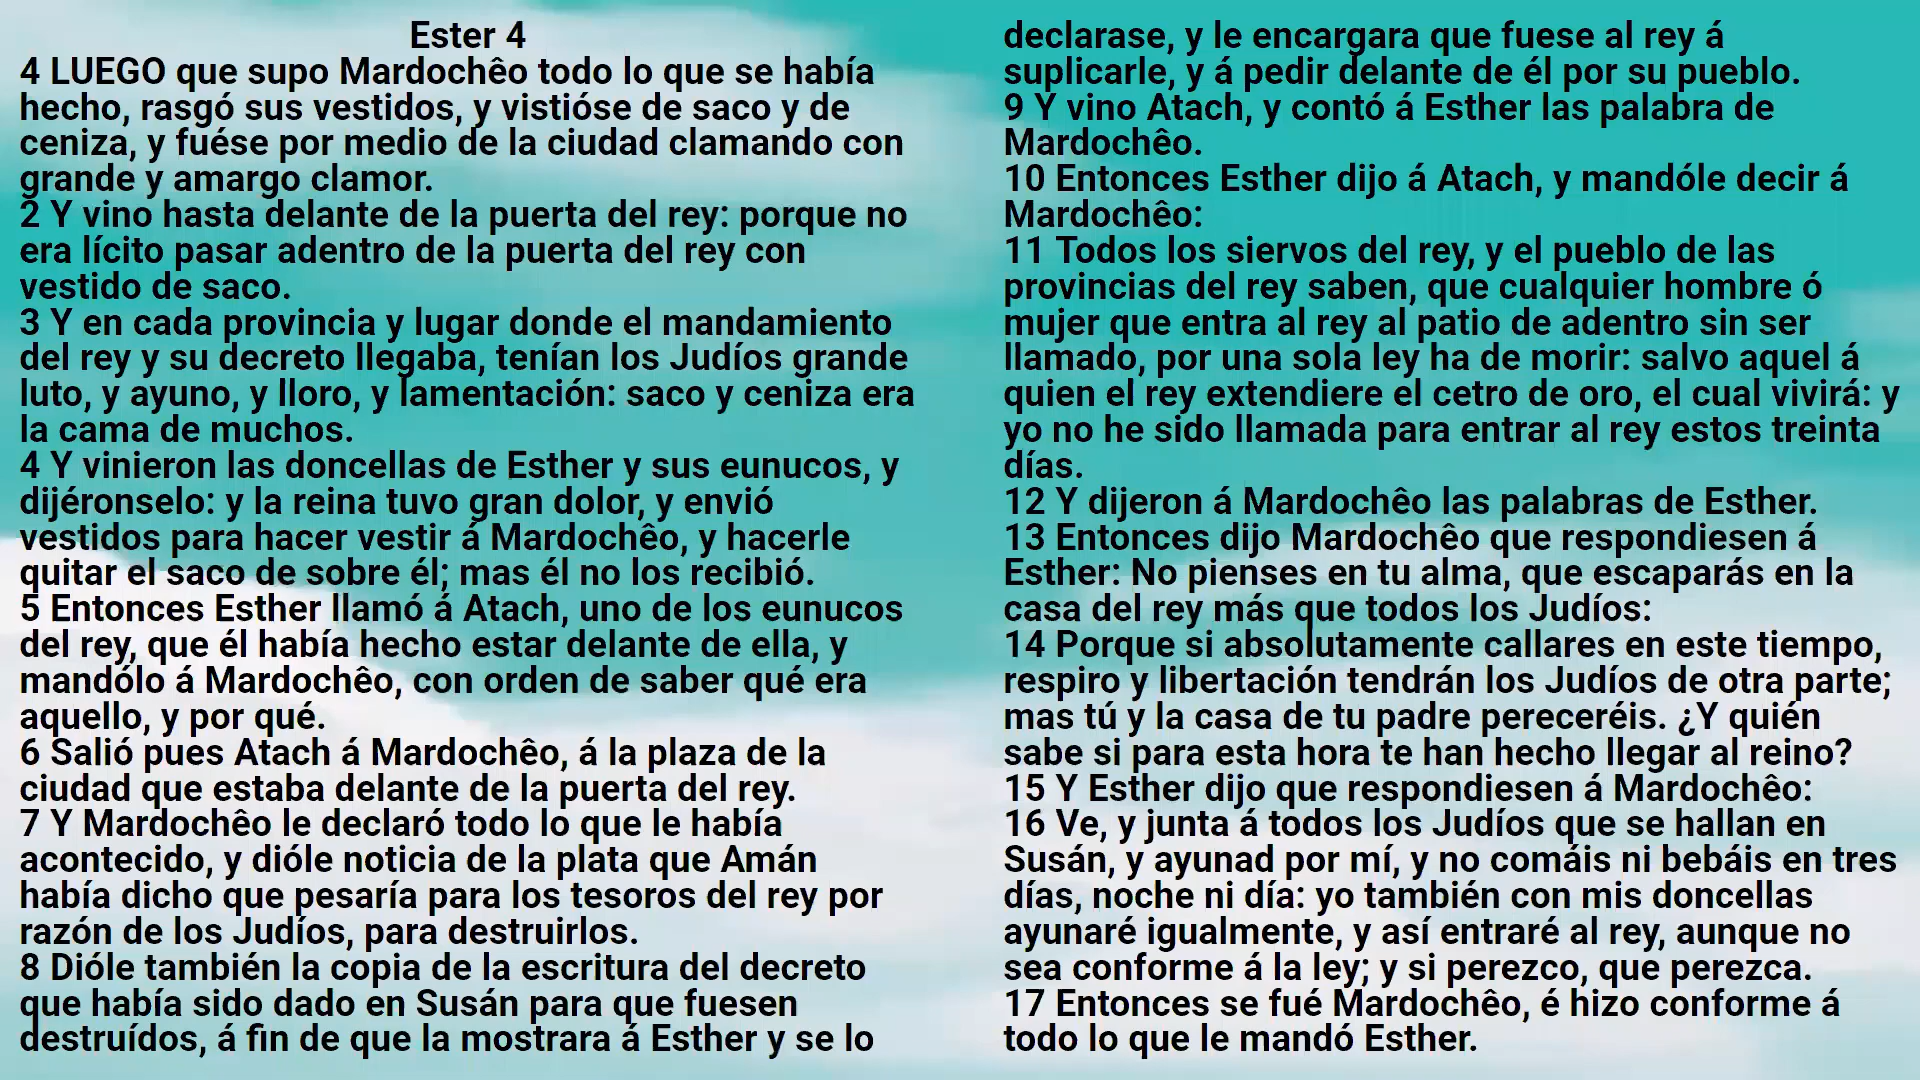 Ester 4
4 LUEGO que supo Mardochêo todo lo que se había
hecho, rasgó sus vestidos, y vistióse de saco y de
ceniza, y fuése por medio de la ciudad clamando con
grande y amargo clamor.
2 Y vino hasta delante de la puerta del rey: porque no
era lícito pasar adentro de la puerta del rey con
vestido de saco.
3 Y en cada provincia y lugar donde el mandamiento
del rey y su decreto llegaba, tenían los Judíos grande
luto, y ayuno, y lloro, y lamentación: saco y ceniza era
la cama de muchos.
4 Y vinieron las doncellas de Esther y sus eunucos, y
dijéronselo: y la reina tuvo gran dolor, y envió
vestidos para hacer vestir á Mardochêo, y hacerle
quitar el saco de sobre él; mas él no los recibió.
5 Entonces Esther llamó á Atach, uno de los eunucos
del rey, que él había hecho estar delante de ella, y
mandólo á Mardochêo, con orden de saber qué era
aquello, y por qué.
6 Salió pues Atach á Mardochêo, á la plaza de la
ciudad que estaba delante de la puerta del rey.
7 Y Mardochêo le declaró todo lo que le había
acontecido, y dióle noticia de la plata que Amán
había dicho que pesaría para los tesoros del rey por
razón de los Judíos, para destruirlos.
8 Dióle también la copia de la escritura del decreto
que había sido dado en Susán para que fuesen
destruídos, á fin de que la mostrara á Esther y se lo
declarase, y le encargara que fuese al rey á
suplicarle, y á pedir delante de él por su pueblo.
9 Y vino Atach, y contó á Esther las palabra de
Mardochêo.
10 Entonces Esther dijo á Atach, y mandóle decir á
Mardochêo:
11 Todos los siervos del rey, y el pueblo de las
provincias del rey saben, que cualquier hombre ó
mujer que entra al rey al patio de adentro sin ser
llamado, por una sola ley ha de morir: salvo aquel á
quien el rey extendiere el cetro de oro, el cual vivirá: y
yo no he sido llamada para entrar al rey estos treinta
días.
12 Y dijeron á Mardochêo las palabras de Esther.
13 Entonces dijo Mardochêo que respondiesen á
Esther: No pienses en tu alma, que escaparás en la
casa del rey más que todos los Judíos:
14 Porque si absolutamente callares en este tiempo,
respiro y libertación tendrán los Judíos de otra parte;
mas tú y la casa de tu padre pereceréis. ¿Y quién
sabe si para esta hora te han hecho llegar al reino?
15 Y Esther dijo que respondiesen á Mardochêo:
16 Ve, y junta á todos los Judíos que se hallan en
Susán, y ayunad por mí, y no comáis ni bebáis en tres
días, noche ni día: yo también con mis doncellas
ayunaré igualmente, y así entraré al rey, aunque no
sea conforme á la ley; y si perezco, que perezca.
17 Entonces se fué Mardochêo, é hizo conforme á
todo lo que le mandó Esther.